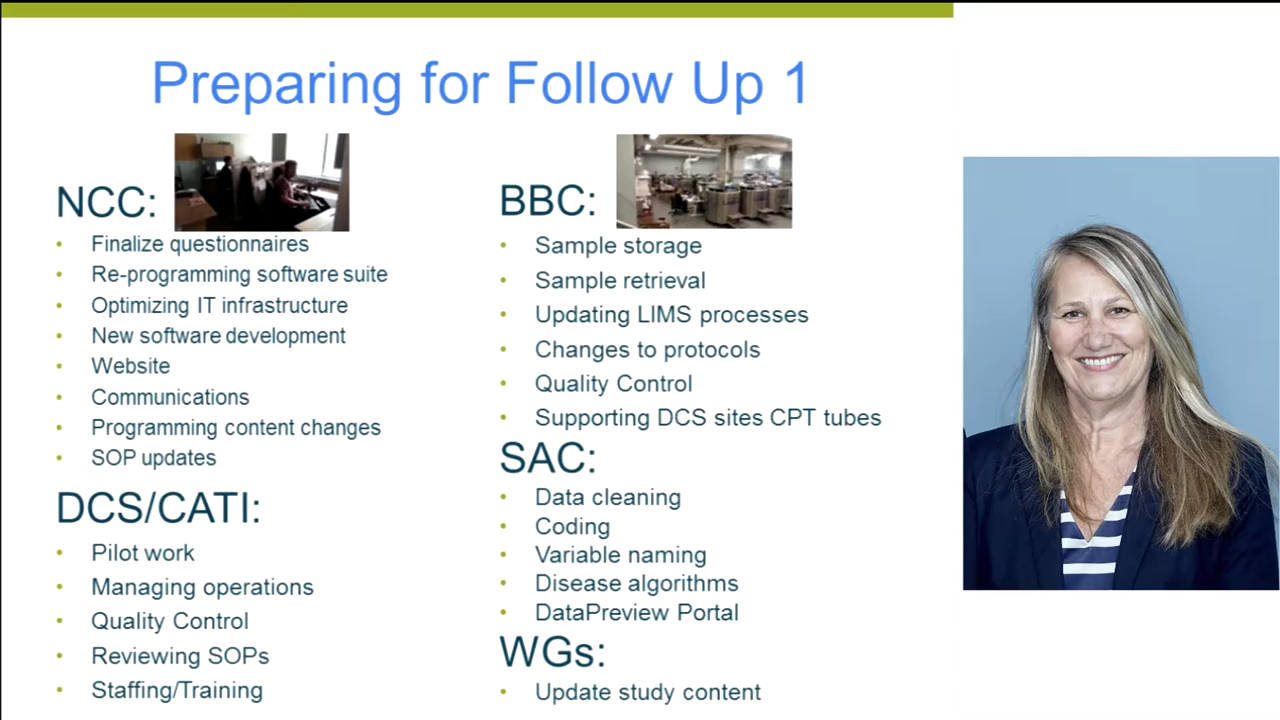 Preparing for Follow Up 1
NCC:
Finalize questionnaires
Re-programming software suite
Optimizing IT infrastructure
New software development
Website
Communications
Programming content changes
SOP updates
DCS/CATI:
Pilot work
Managing operations
Quality Control
Reviewing SOPs
Staffing/Training
BBC:
Sample storage
Sample retrieval
Updating LIMS processes
Changes to protocols
Quality Control
Supporting DCS sites CPT tubes
SAC:
Data cleaning
Coding
Variable naming
Disease algorithms
DataPreview Portal
WGs:
Update study content